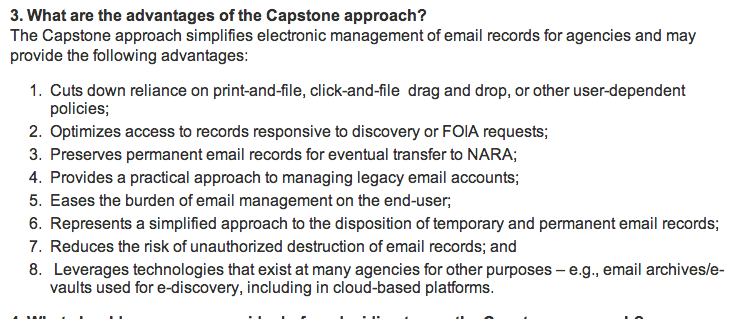 3. What are the advantages of the Capstone approach?
The Capstone approach simplifies electronic management of email records for agencies and may
provide the following advantages:
1. Cuts down reliance on print-and-file, click-and-file drag and drop, or other user-dependent
policies;
2. Optimizes access to records responsive to discovery or FOIA requests;
3. Preserves permanent email records for eventual transfer to NARA;
4. Provides a practical approach to managing legacy email accounts;
5. Eases the burden of email management on the end-user;
6. Represents a simplified approach to the disposition of temporary and permanent email records;
7. Reduces the risk of unauthorized destruction of email records; and
8. Leverages technologies that exist at many agencies for other purposes – e.g., email archives/e-
vaults used for e-discovery, including in cloud-based platforms.